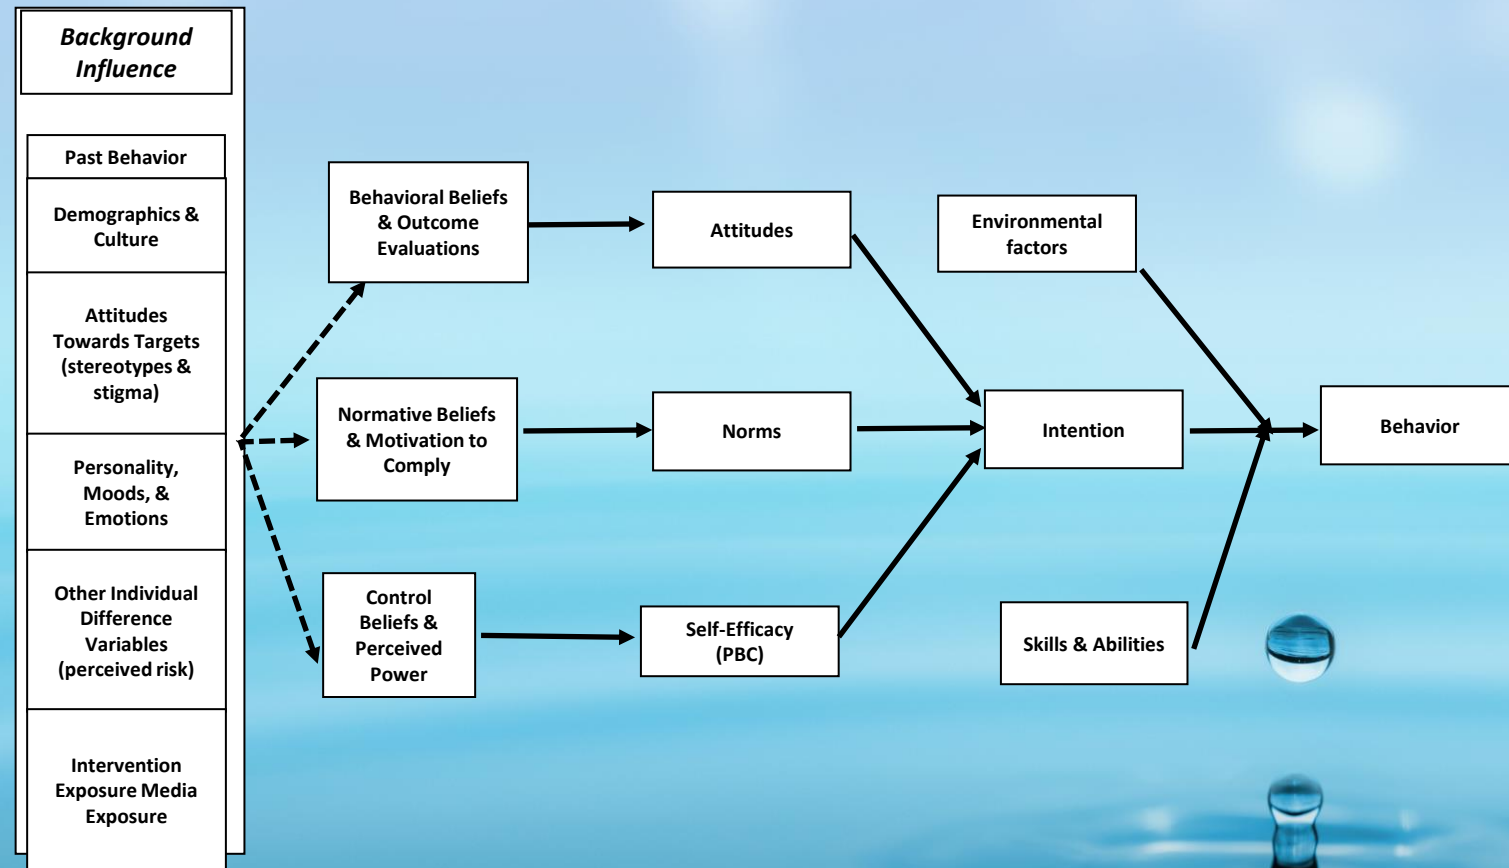 Background
Influence
Past Behavior
Demographics &
Culture
Attitudes
Towards Targets
(stereotypes &
stigma)
Personality,
Moods, &
Emotions
Other Individual
Difference
Variables
(perceived risk)
Intervention
Exposure Media
Exposure
Behavioral Beliefs
& Outcome
Evaluations
Normative Beliefs
& Motivation to
Comply
Control
Beliefs &
Perceived
Power
Attitudes
Norms
Self-Efficacy
(PBC)
Environmental
factors
Intention
Skills & Abilities
Behavior